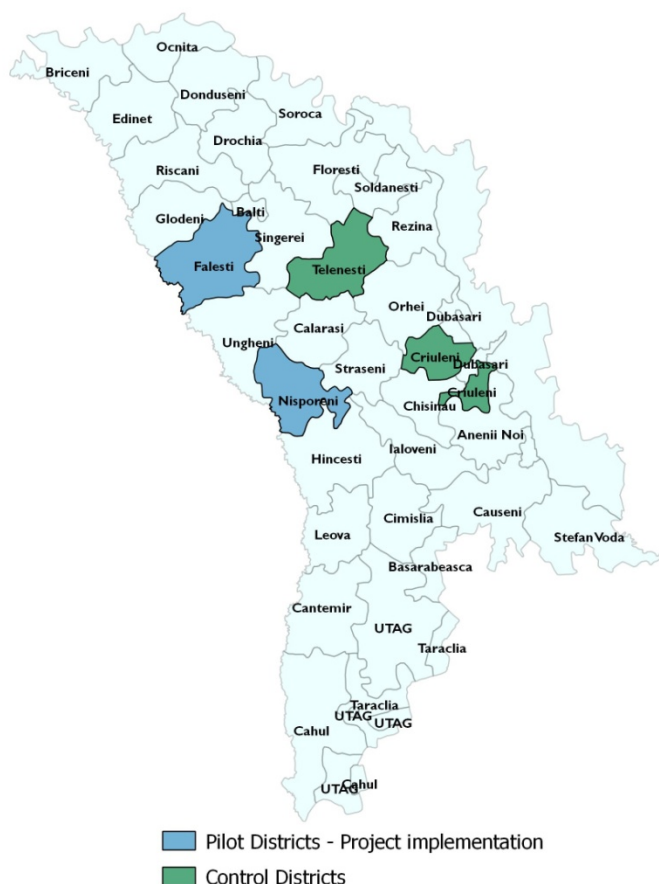 Ocnita
Briceni
Donduseni
Edinet
Soroca
Drochia
Riscani
Floresti
Soldanesti
Glodeni
Balti
Rezina
Singerei
Falesti
Telenesti
Orhei
Dubasari
Calarasi
Ungheni
Criuleni
Dubasari
Straseni
Criuleni
Nisporeni
Chisinau
Anenii Noi
Ialoveni
Hincesti
Causeni
Cimislia
Leova
Stefan Voda
Basarabeasca
Cantemir
UTAG
Taraclia
Taraclia
UTAG
UTAG
Cahul
Cahul
UTAG
Pilot Districts - Project implementation
Control Districts